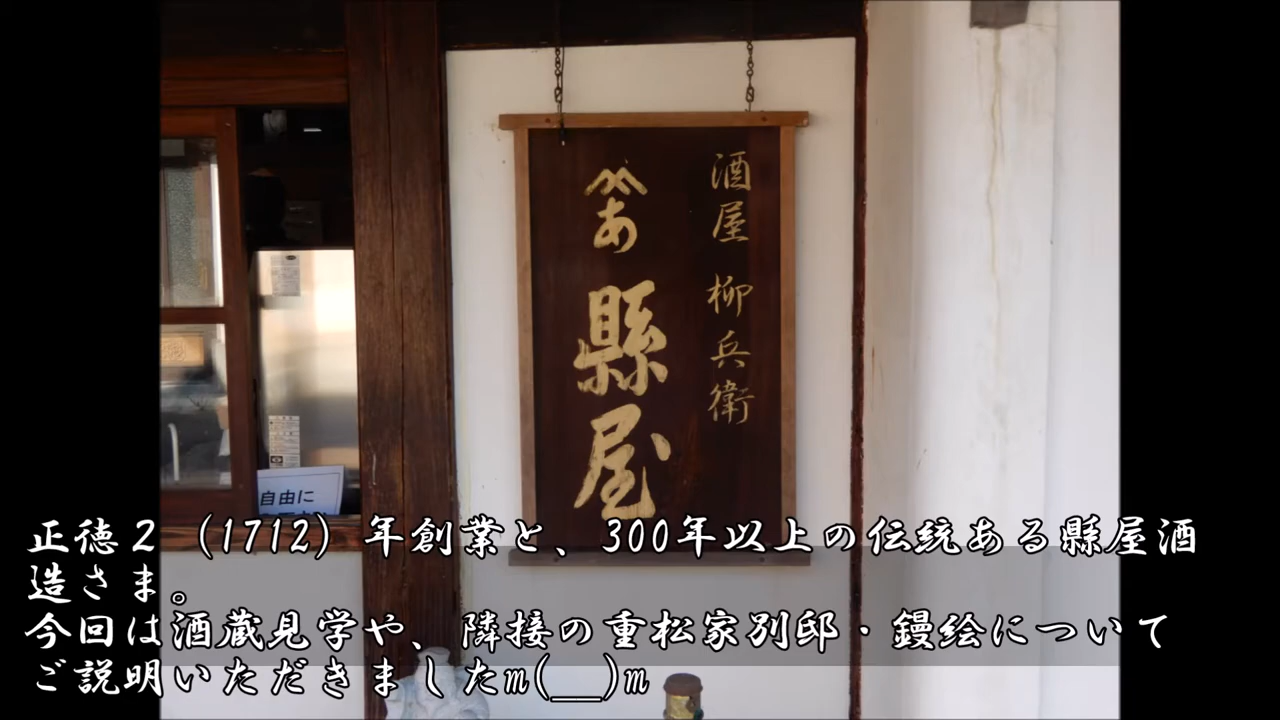 酒屋 柳兵衛
あ
縣屋
自由に
正徳２（1712）年創業と、300年以上の伝統ある縣屋酒
造さま。
今回は酒蔵見学や、隣接の重松家別邸・鏝絵について
ご説明いただきましたm(__)m